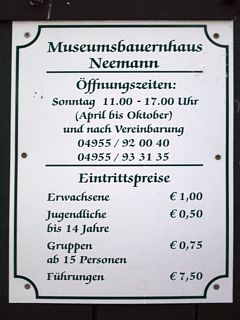 Museumsbauernhaus
Neemann
Öffnungszeiten:
Sonntag 11.00 - 17.00 Uhr
(April bis Oktober)
und nach Vereinbarung
04955 / 92 00 40
04955 / 93 31 35
Eintrittspreise
Erwachsene € 1,00
Jugendliche € 0,50
bis 14 Jahre
Gruppen € 0,75
ab 15 Personen
Führungen € 7,50